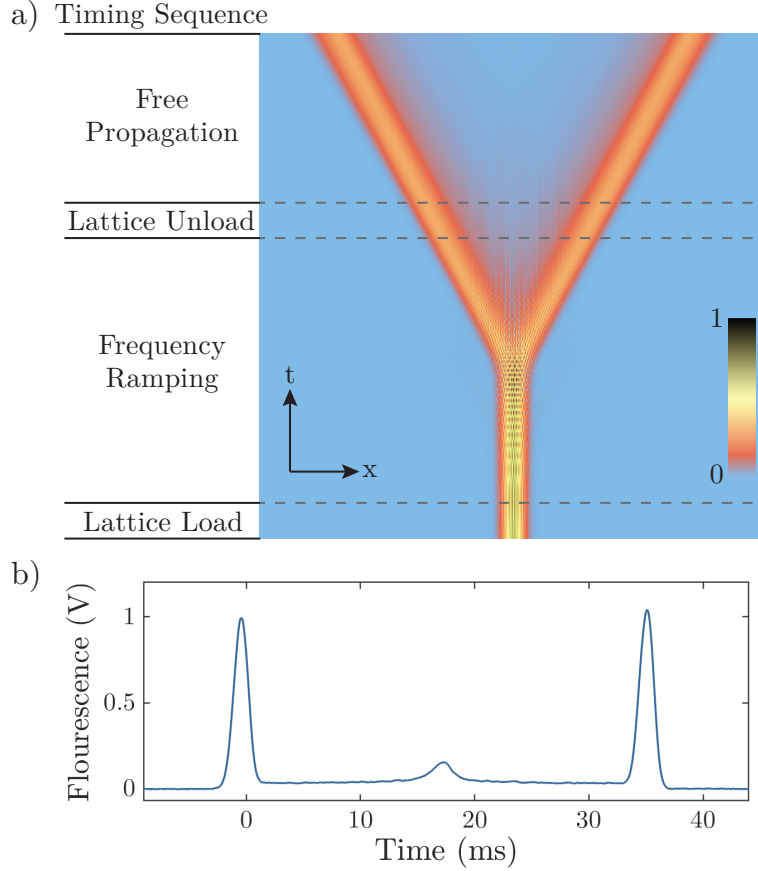 a) Timing Sequence
Free
Propagation
Lattice Unload
Frequency
Ramping
t
x
1
0
Lattice Load
b)
Flourescence (V)
1
0.5
0
0 10 20 30 40
Time (ms)